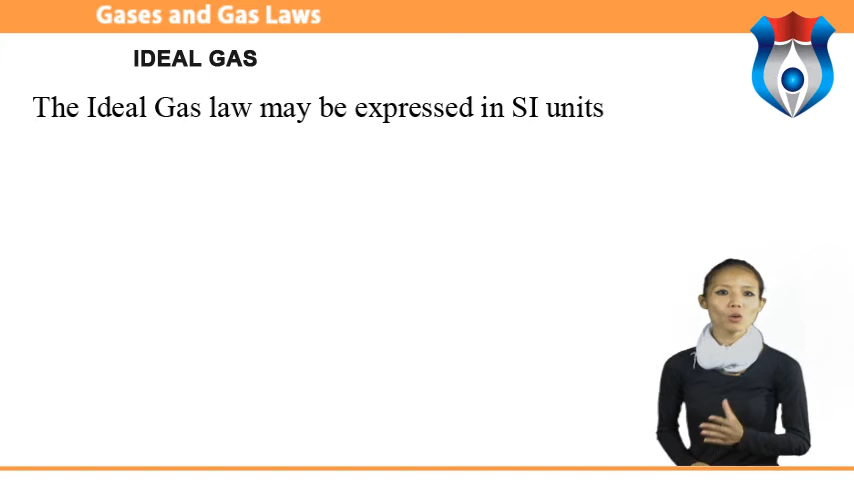 Gases and Gas Laws
IDEAL GAS
The Ideal Gas law may be expressed in SI units